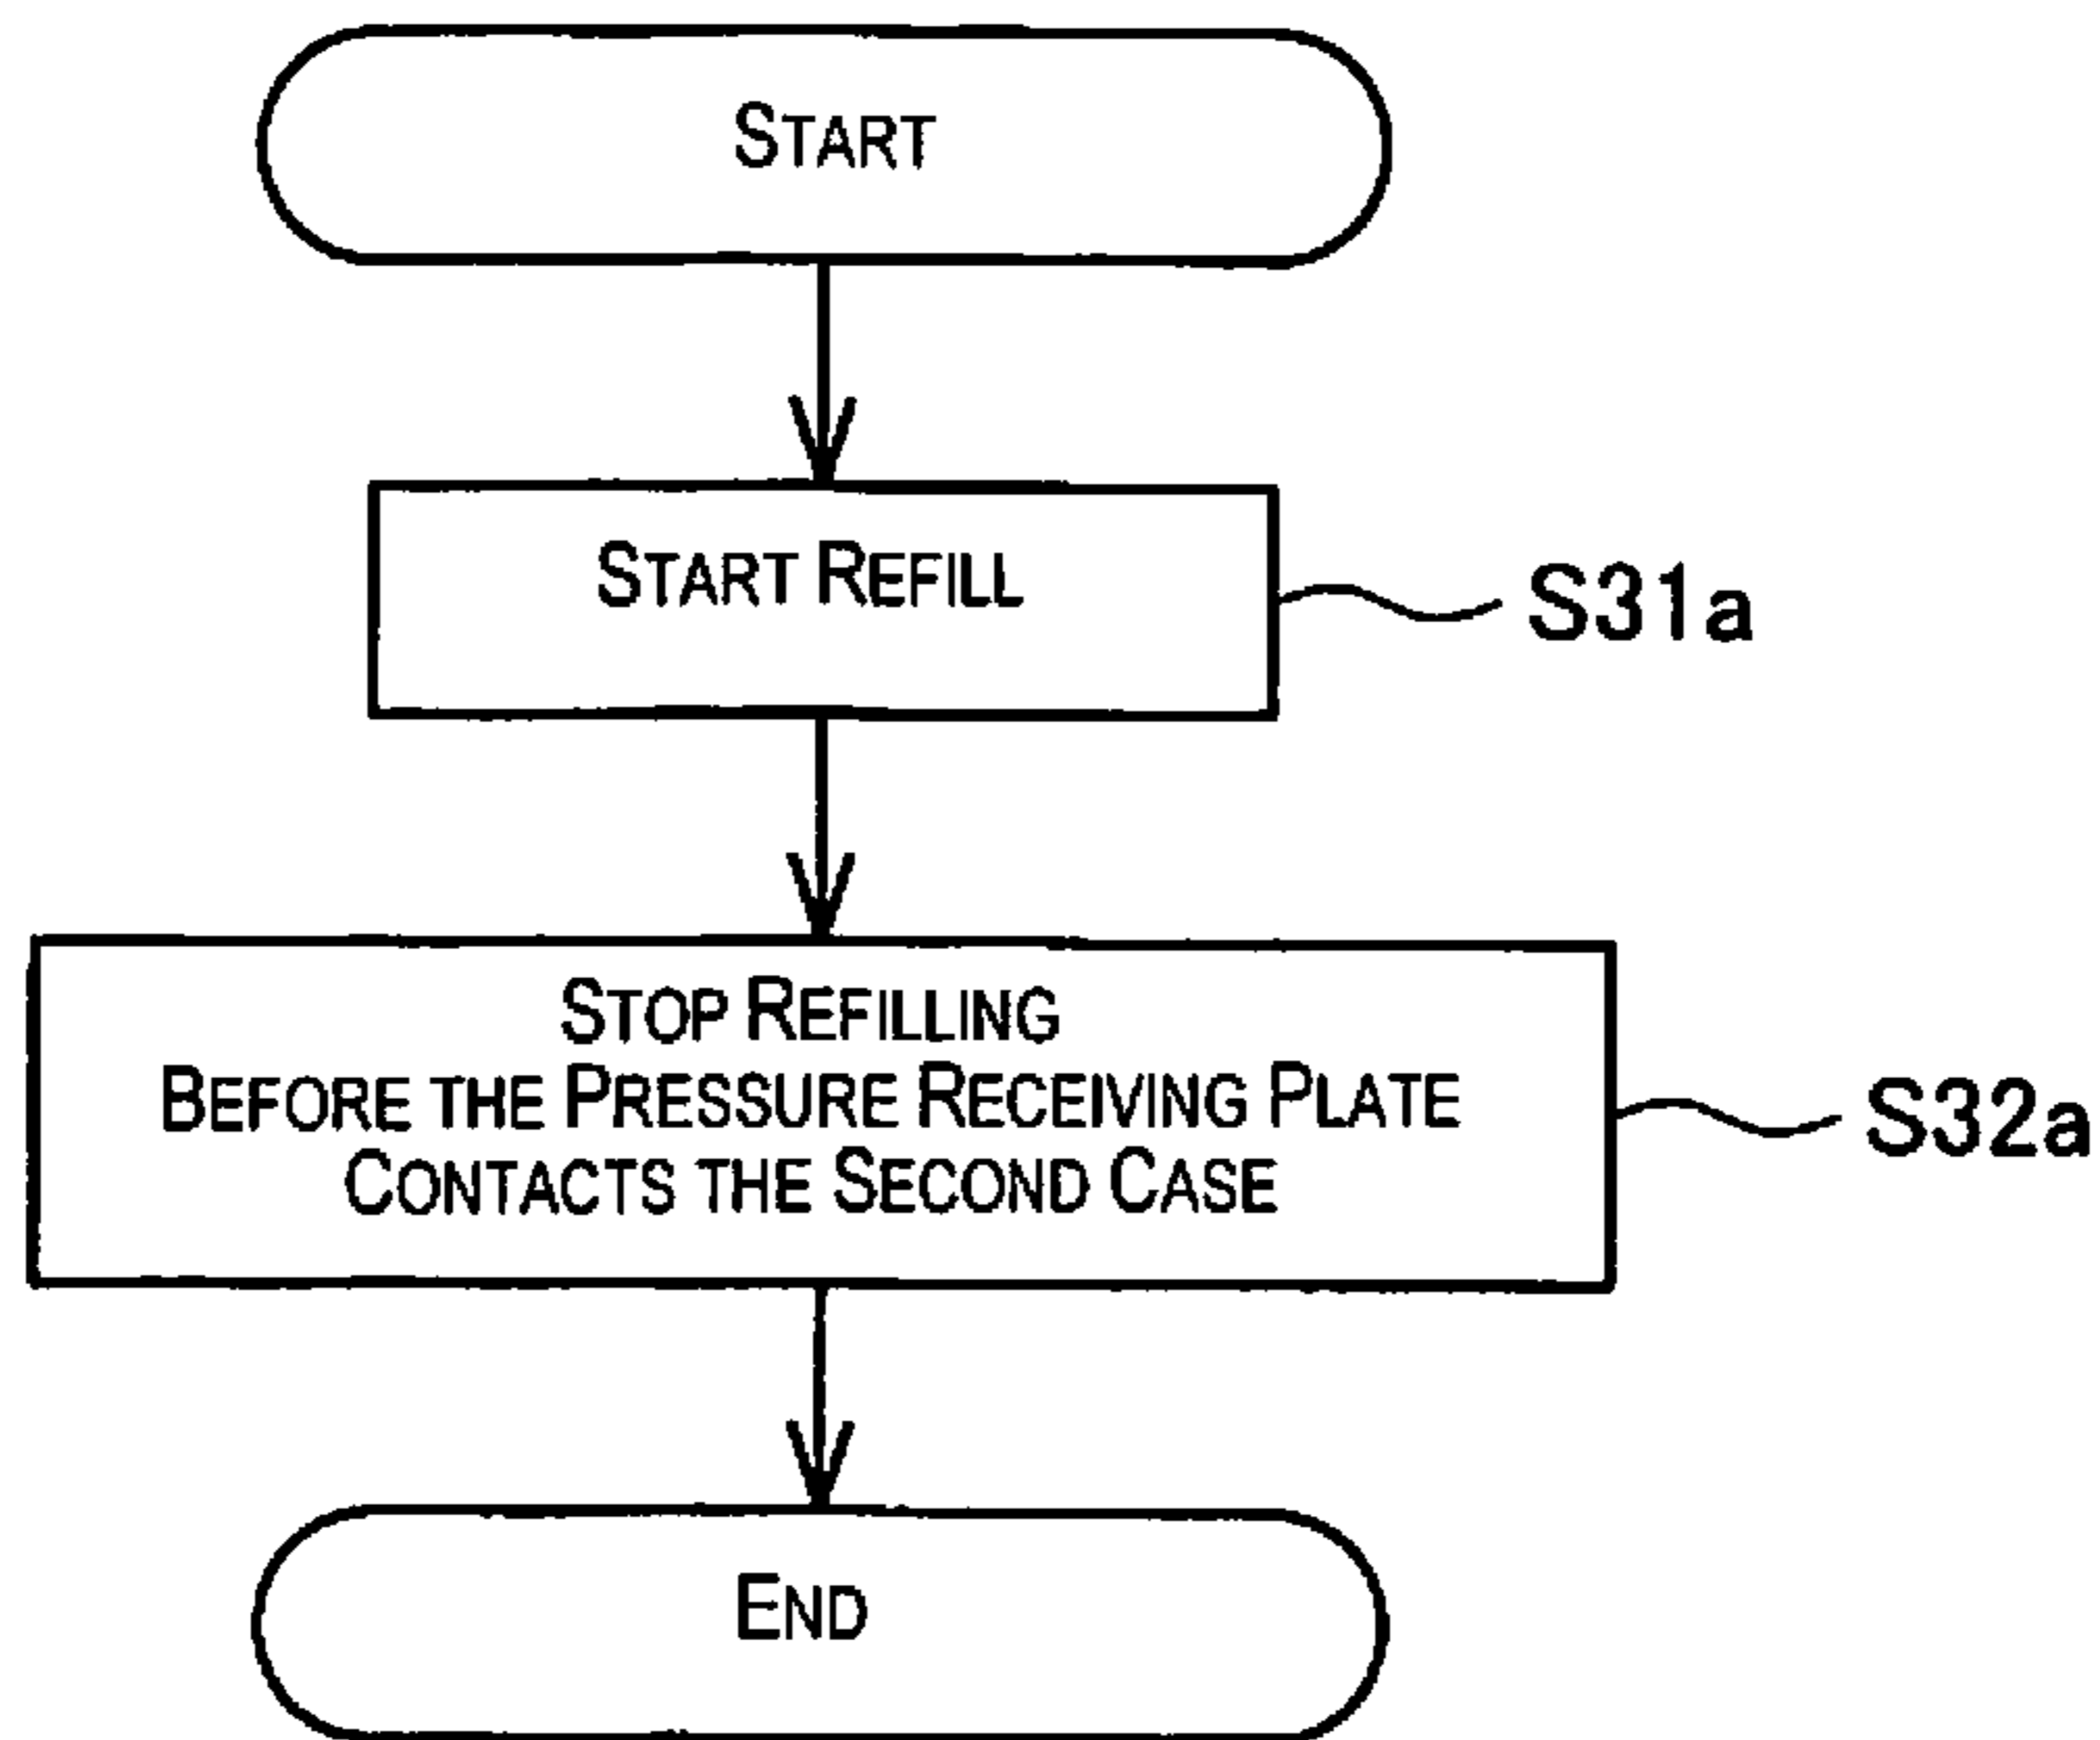 START
START REFILL
S31a
STOP REFILLING
BEFORE THE PRESSURE RECEIVING PLATE
CONTACTS THE SECOND CASE
S32a
END